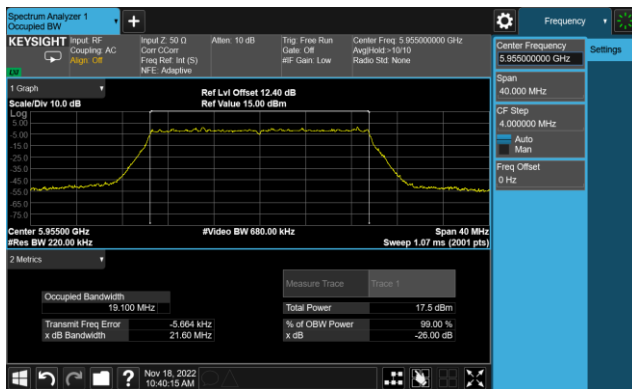 Spectrum Analyzer 1
Occupied BW
Frequency
KEYSIGHT
Input: RF
Coupling: AC
Align: Off
Input Z: 50 Ω
Corr CCorr
Freq Ref: Int (S)
NFE: Adaptive
Atten: 10 dB
Trig: Free Run
Gate: Off
#IF Gain: Low
Center Freq: 5.955000000 GHz
Avg|Hold:>10/10
Radio Std: None
Center Frequency
5.955000000 GHz
Settings
Span
40.000 MHz
CF Step
4.000000 MHz
Auto
Man
Freq Offset
0 Hz
1 Graph
Scale/Div 10.0 dB
Ref Lvl Offset 12.40 dB
Ref Value 15.00 dBm
Log
5.00
-5.00
-15.0
-25.0
-35.0
-45.0
-55.0
-65.0
-75.0
Center 5.95500 GHz
#Video BW 680.00 kHz
Span 40 MHz
#Res BW 220.00 kHz
Sweep 1.07 ms (2001 pts)
2 Metrics
Measure Trace
Trace 1
Occupied Bandwidth
19.100 MHz
Total Power
17.5 dBm
Transmit Freq Error
-5.664 kHz
% of OBW Power
99.00 %
x dB Bandwidth
21.60 MHz
x dB
-26.00 dB
?
Nov 18, 2022
10:40:15 AM